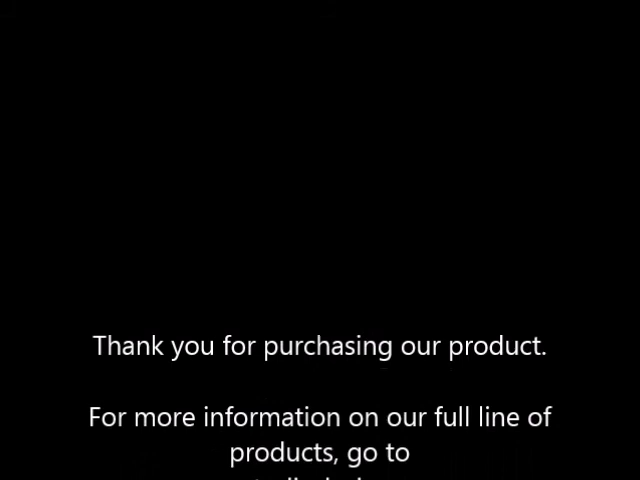 Thank you for purchasing our product.
For more information on our full line of
products, go to